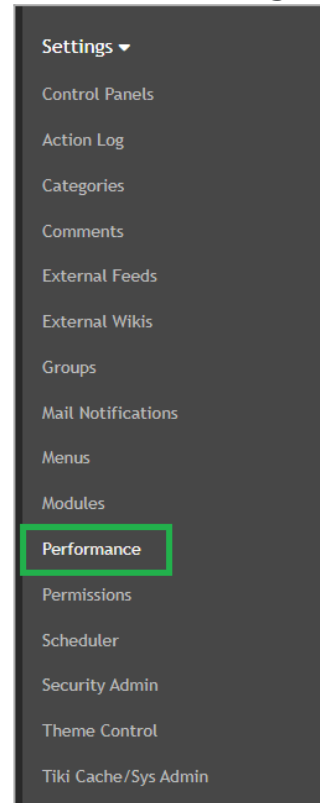 Settings
Control Panels
Action Log
Categories
Comments
External Feeds
External Wikis
Groups
Mail Notifications
Menus
Modules
Performance
Permissions
Scheduler
Security Admin
Theme Control
Tiki Cache/Sys Admin